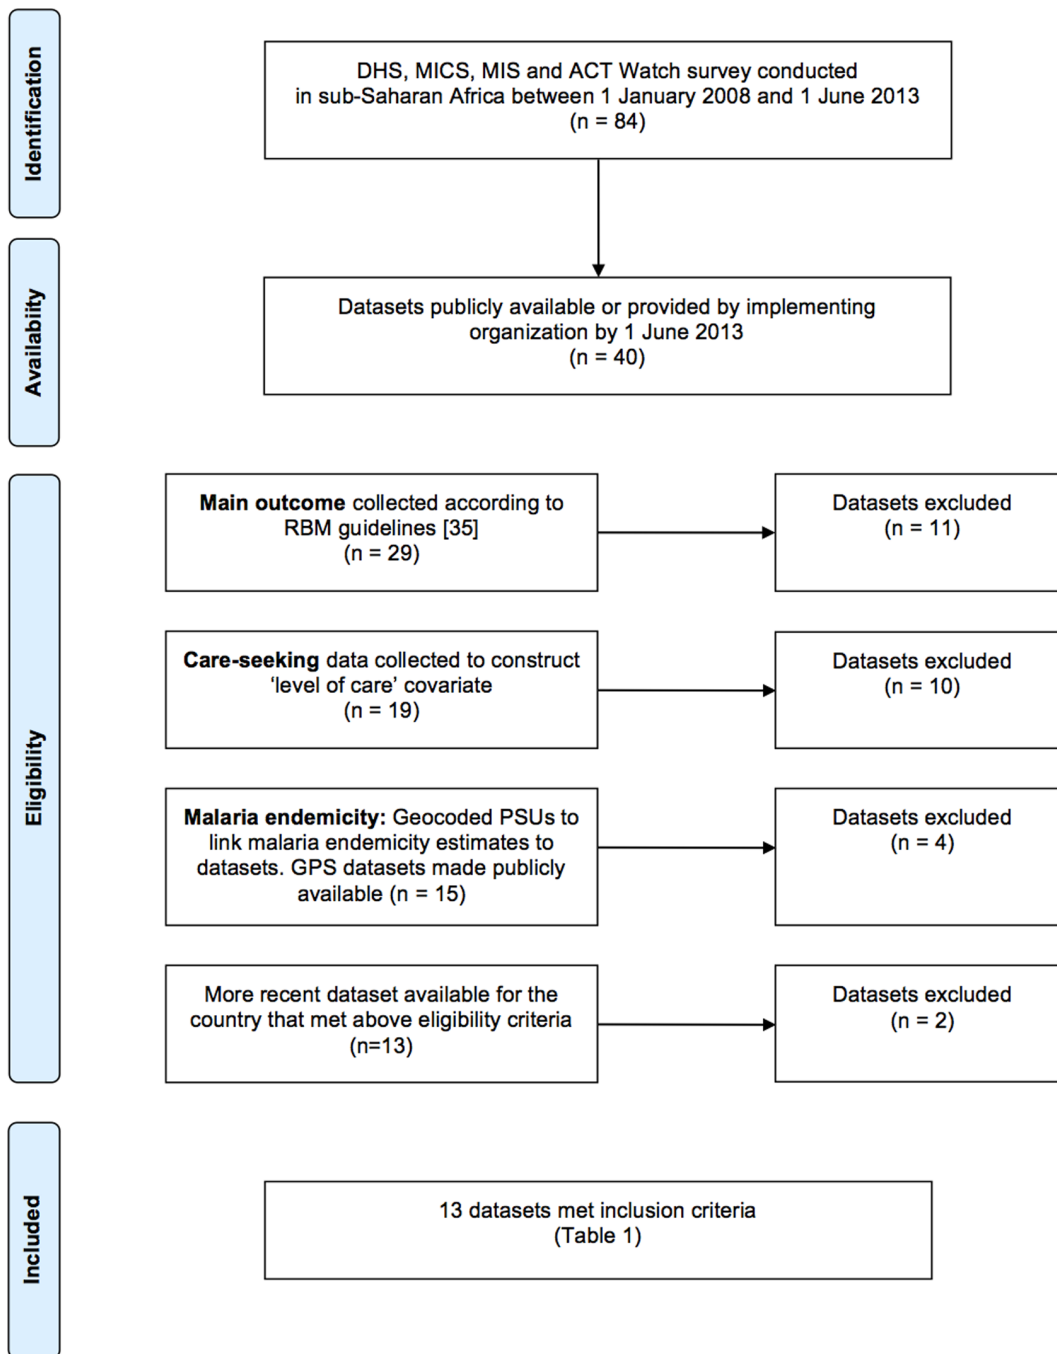 Identification
DHS, MICS, MIS and ACT Watch survey conducted
in sub-Saharan Africa between 1 January 2008 and 1 June 2013
(n = 84)
Availabiity
Datasets publicly available or provided by implementing
organization by 1 June 2013
(n = 40)
Eligibility
Main outcome collected according to
RBM guidelines [35]
(n = 29)
Datasets excluded
(n = 11)
Care-seeking data collected to construct
‘level of care’ covariate
(n = 19)
Datasets excluded
(n = 10)
Malaria endemicity: Geocoded PSUs to
link malaria endemicity estimates to
datasets. GPS datasets made publicly
available (n = 15)
Datasets excluded
(n = 4)
More recent dataset available for the
country that met above eligibility criteria
(n=13)
Datasets excluded
(n = 2)
Included
13 datasets met inclusion criteria
(Table 1)